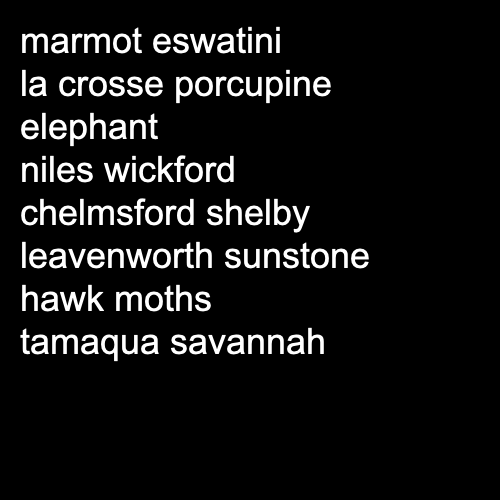 marmot eswatini
la crosse porcupine
elephant
niles wickford
chelmsford shelby
leavenworth sunstone
hawk moths
tamaqua savannah